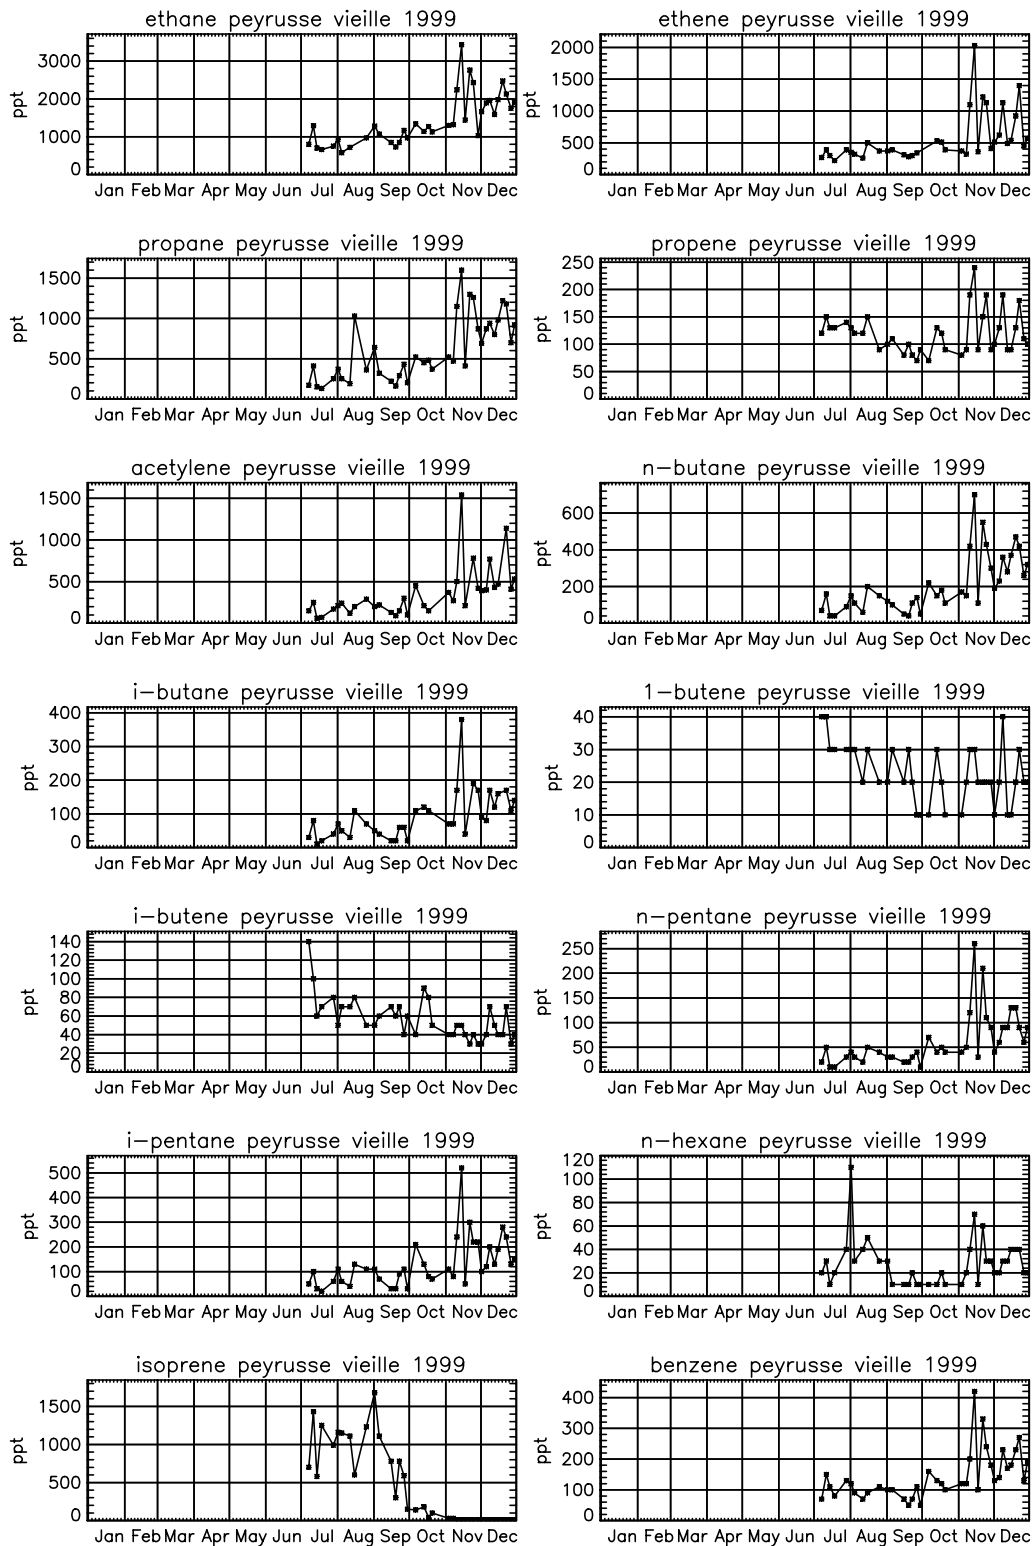 ethane peyrusse vieille 1999
3000
2000
1000
0
ppt
Jan Feb Mar Apr May Jun Jul Aug Sep Oct Nov Dec
ethene peyrusse vieille 1999
2000
1500
1000
500
0
ppt
Jan Feb Mar Apr May Jun Jul Aug Sep Oct Nov Dec
propane peyrusse vieille 1999
1500
1000
500
0
ppt
Jan Feb Mar Apr May Jun Jul Aug Sep Oct Nov Dec
propene peyrusse vieille 1999
250
200
150
100
50
0
ppt
Jan Feb Mar Apr May Jun Jul Aug Sep Oct Nov Dec
acetylene peyrusse vieille 1999
1500
1000
500
0
ppt
Jan Feb Mar Apr May Jun Jul Aug Sep Oct Nov Dec
n-butane peyrusse vieille 1999
600
400
200
0
ppt
Jan Feb Mar Apr May Jun Jul Aug Sep Oct Nov Dec
i-butane peyrusse vieille 1999
400
300
200
100
0
ppt
Jan Feb Mar Apr May Jun Jul Aug Sep Oct Nov Dec
1-butene peyrusse vieille 1999
40
30
20
10
0
ppt
Jan Feb Mar Apr May Jun Jul Aug Sep Oct Nov Dec
i-butene peyrusse vieille 1999
140
120
100
80
60
40
20
0
ppt
Jan Feb Mar Apr May Jun Jul Aug Sep Oct Nov Dec
n-pentane peyrusse vieille 1999
250
200
150
100
50
0
ppt
Jan Feb Mar Apr May Jun Jul Aug Sep Oct Nov Dec
i-pentane peyrusse vieille 1999
500
400
300
200
100
0
ppt
Jan Feb Mar Apr May Jun Jul Aug Sep Oct Nov Dec
n-hexane peyrusse vieille 1999
120
100
80
60
40
20
0
ppt
Jan Feb Mar Apr May Jun Jul Aug Sep Oct Nov Dec
isoprene peyrusse vieille 1999
1500
1000
500
0
ppt
Jan Feb Mar Apr May Jun Jul Aug Sep Oct Nov Dec
benzene peyrusse vieille 1999
400
300
200
100
0
ppt
Jan Feb Mar Apr May Jun Jul Aug Sep Oct Nov Dec